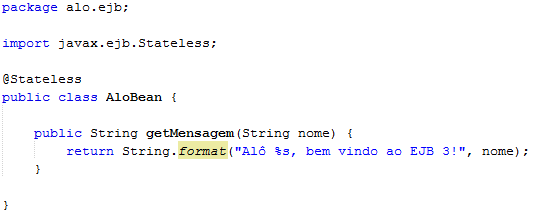 package alo.ejb;
import javax.ejb.Stateless;
@Stateless
public class AloBean {
public String getMensagem(String nome) {
return String.format("Alô %s, bem vindo ao EJB 3!", nome);
}
}